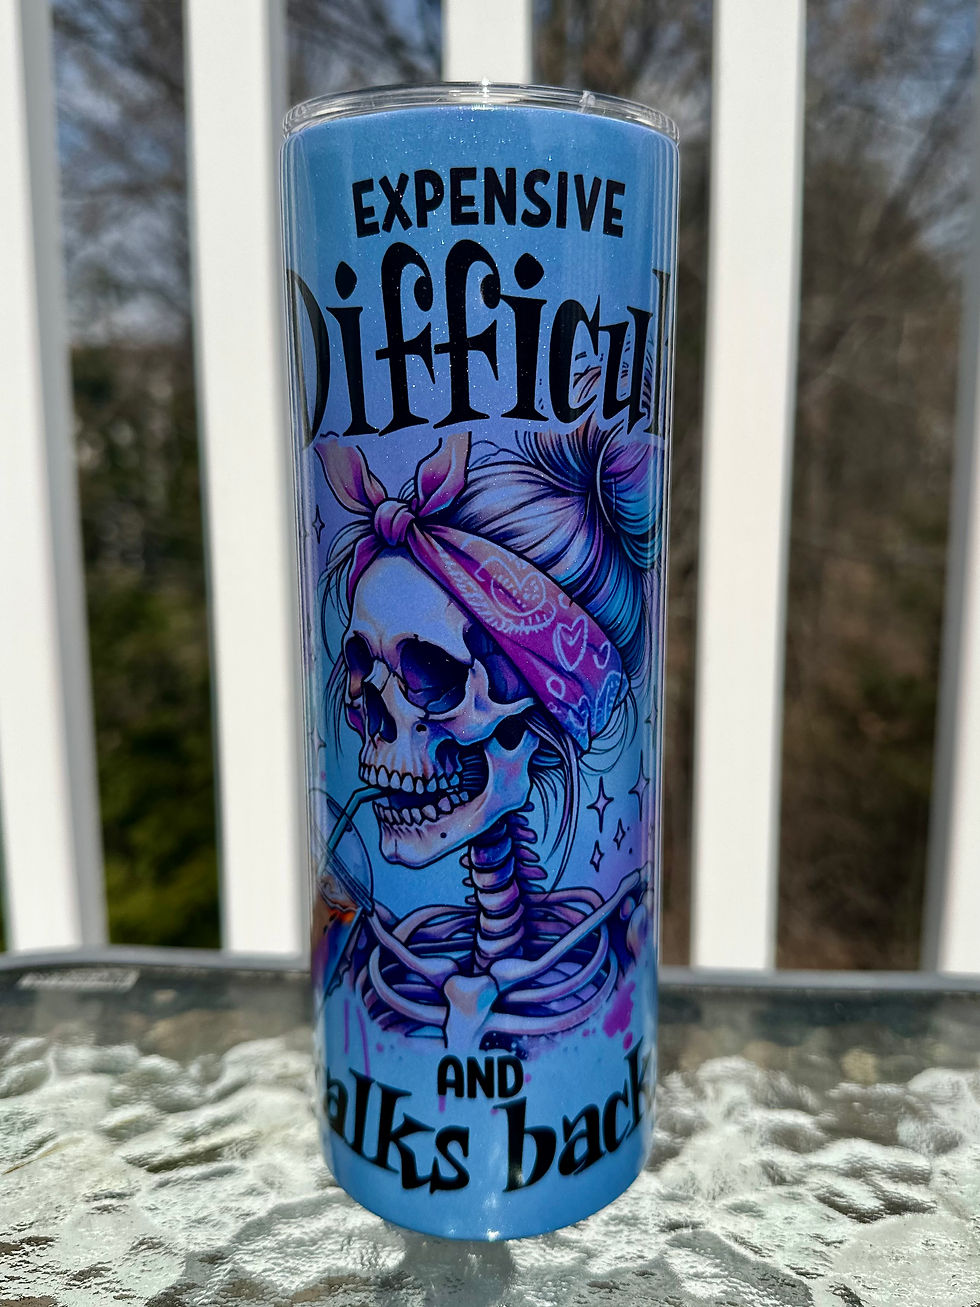 EXPENSIVE
Difficul
AND
alks back